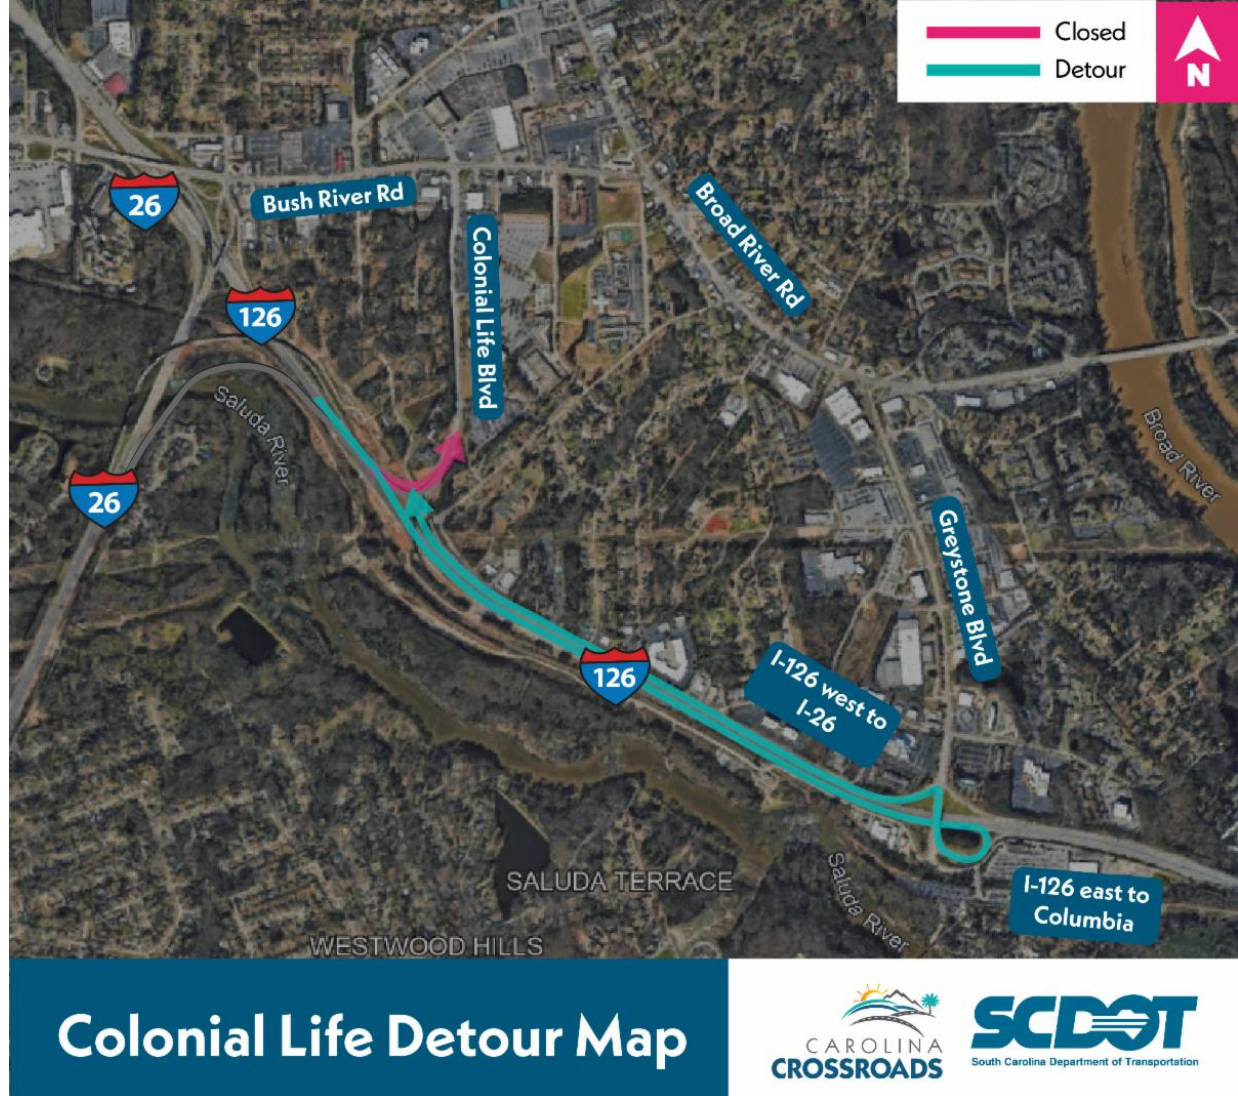 Closed
Detour
N
26
Bush River Rd
Broad River Rd
Colonial Life Blvd
126
Saluda River
Broad River
26
Greystone Blvd
126
I-126 west to
I-26
SALUDA TERRACE
Saluda River
I-126 east to
Columbia
WESTWOOD HILLS
Colonial Life Detour Map
CAROLINA
CROSSROADS
SCDOT
South Carolina Department of Transportation